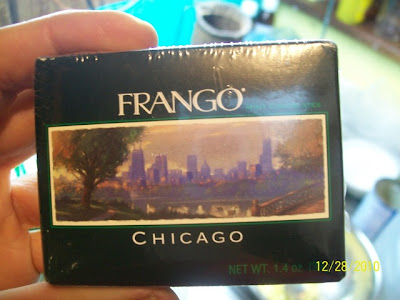 FRANGO®
CHICAGO
NET WT. 1.4 oz.
12/28/2010